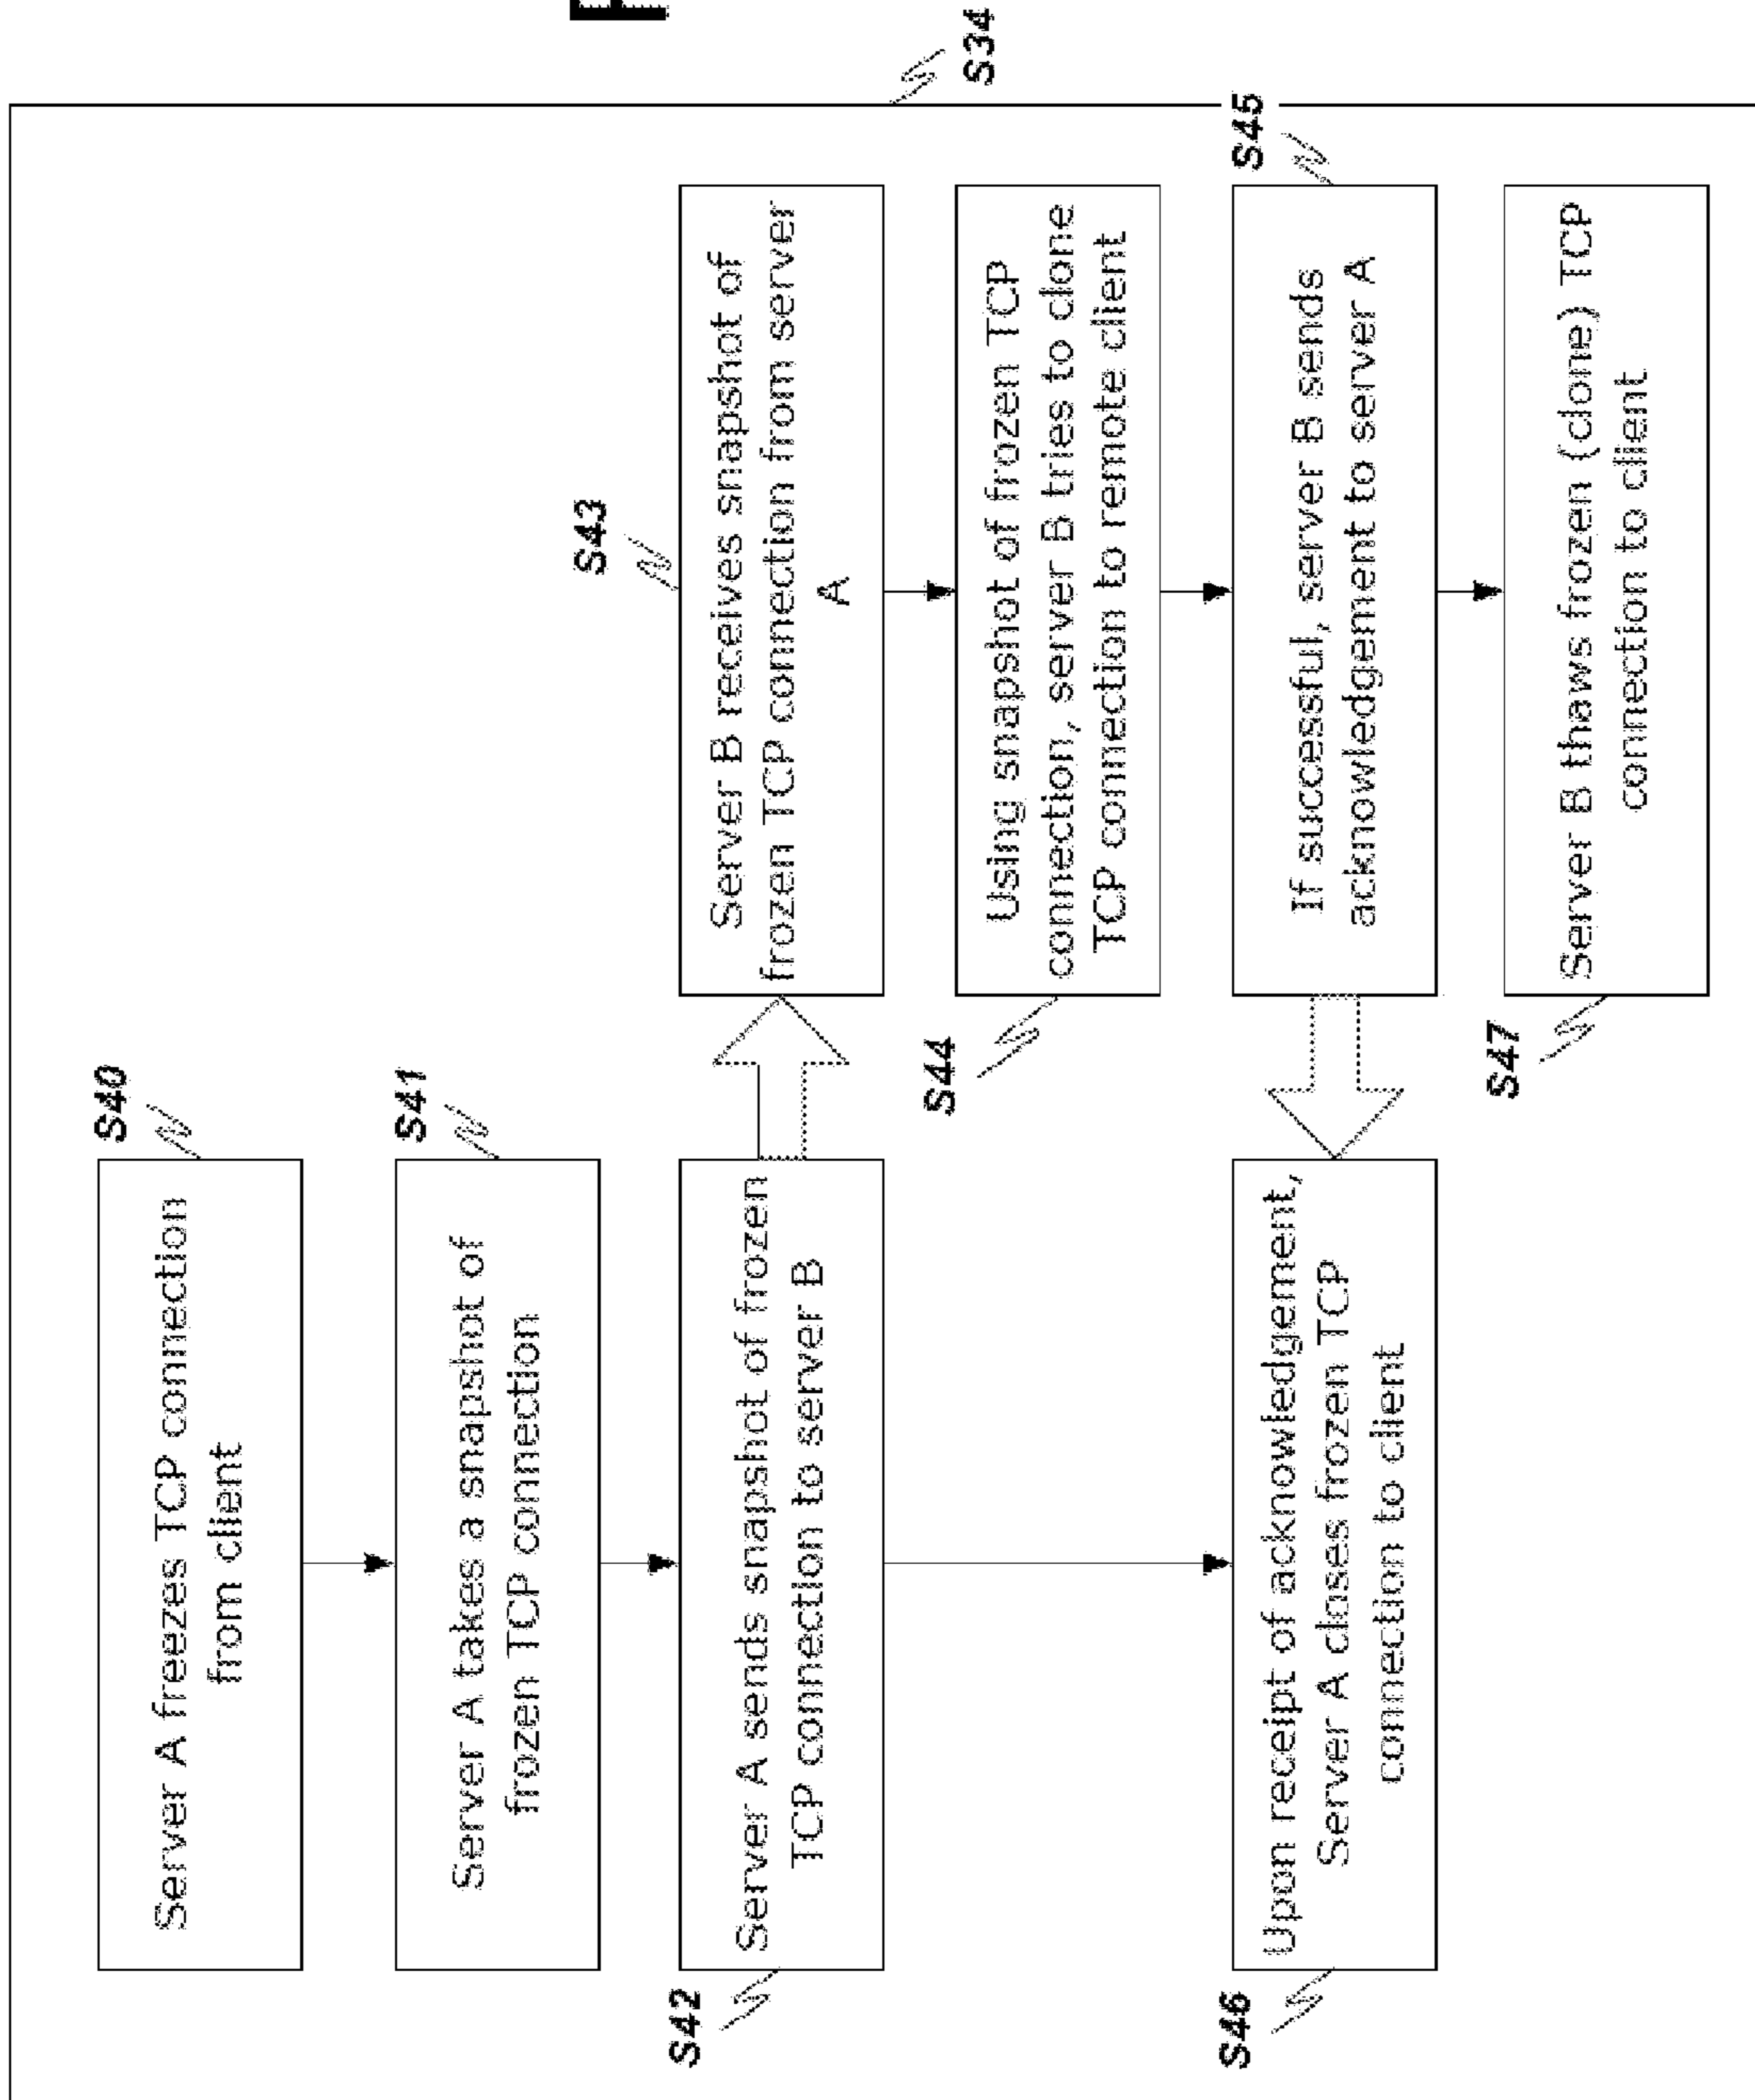 S40
Server A freezes TCP connection
from client
S41
Server A takes a snapshot of
frozen TCP connection
S42
Server A sends snapshot of frozen
TCP connection to server B
S43
Server B receives snapshot of
frozen TCP connection from server
A
S44
Using snapshot of frozen TCP
connection, server B tries to clone
TCP connection to remote client
S45
If successful, server B sends
acknowledgement to server A
S46
Upon receipt of acknowledgement,
Server A closes frozen TCP
connection to client
S47
Server B thaws frozen (clone) TCP
connection to client
S34